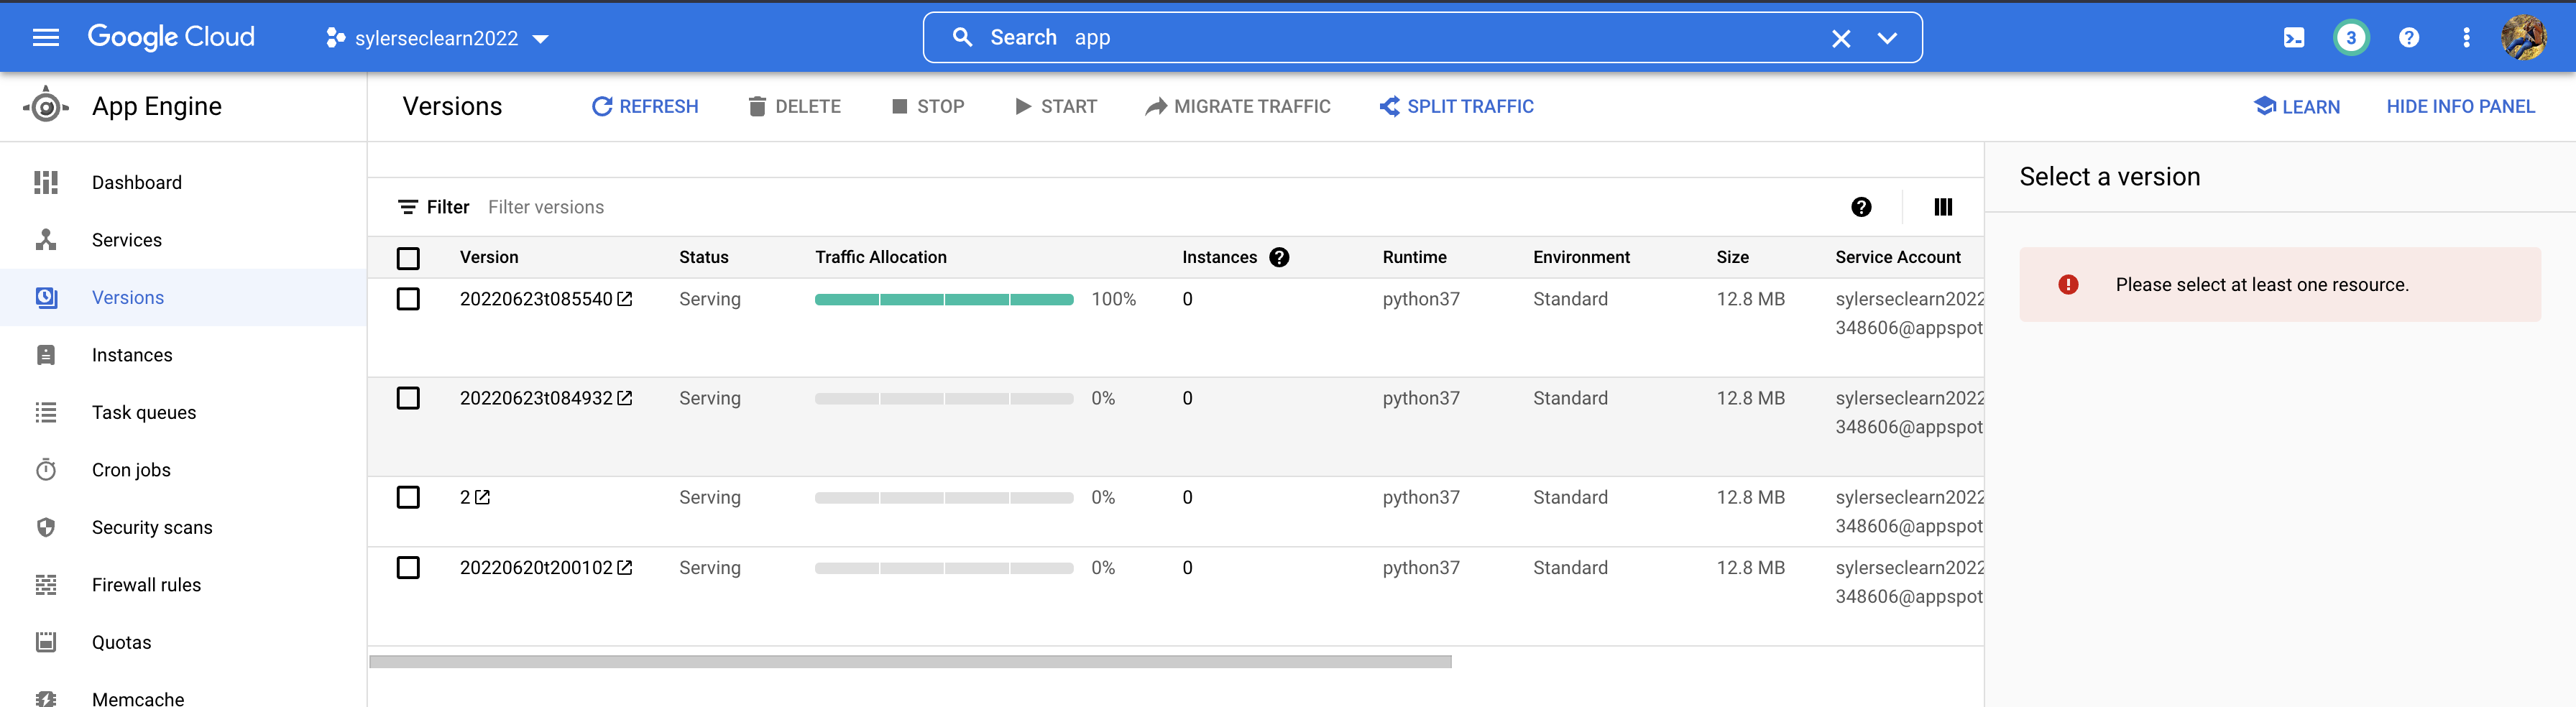 Google Cloud
sylerseclearn2022
Search app
3
App Engine
Versions
REFRESH
DELETE
STOP
START
MIGRATE TRAFFIC
SPLIT TRAFFIC
LEARN
HIDE INFO PANEL
Dashboard
Services
Versions
Instances
Task queues
Cron jobs
Security scans
Firewall rules
Quotas
Memcache
Filter Filter versions
Version Status Traffic Allocation Instances Runtime Environment Size Service Account
20220623t085540 Serving 100% 0 python37 Standard 12.8 MB sylerseclearn2022
348606@appspot
20220623t084932 Serving 0% 0 python37 Standard 12.8 MB sylerseclearn2022
348606@appspot
2 Serving 0% 0 python37 Standard 12.8 MB sylerseclearn2022
348606@appspot
20220620t200102 Serving 0% 0 python37 Standard 12.8 MB sylerseclearn2022
348606@appspot
Select a version
Please select at least one resource.